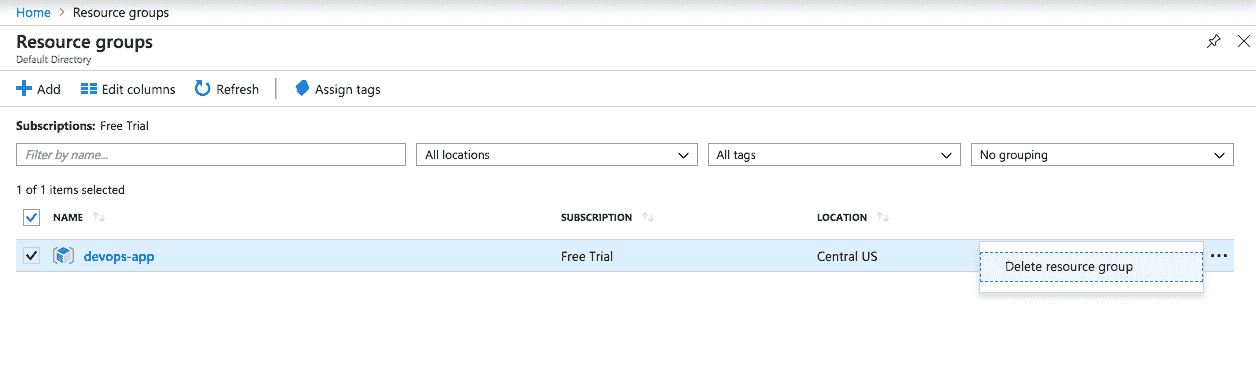 Home > Resource groups
Resource groups
Default Directory
Add Edit columns Refresh Assign tags
Subscriptions: Free Trial
Filter by name... All locations All tags No grouping
1 of 1 items selected
NAME SUBSCRIPTION LOCATION
devops-app Free Trial Central US ...
Delete resource group